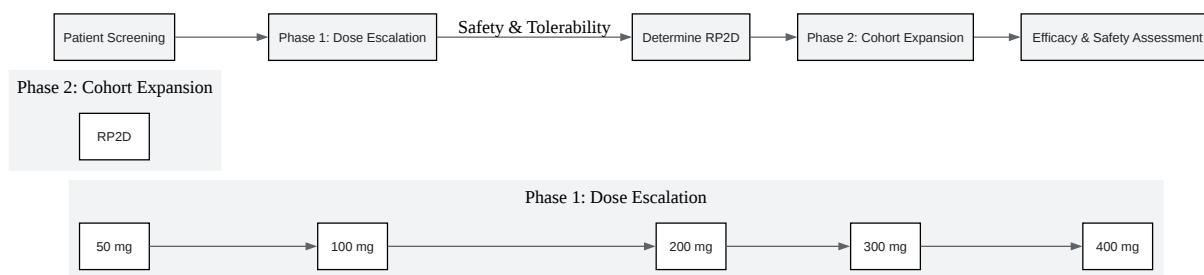 Patient Screening
Phase 1: Dose Escalation
Safety & Tolerability
Determine RP2D
Phase 2: Cohort Expansion
Efficacy & Safety Assessment
Phase 2: Cohort Expansion
RP2D
Phase 1: Dose Escalation
50 mg
100 mg
200 mg
300 mg
400 mg